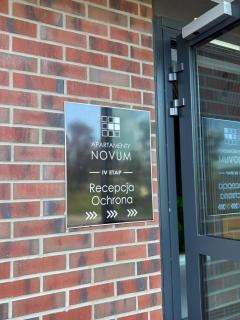 APARTAMENTY
NOVUM
IV ETAP
Recepcja
Ochrona
>>> >>> >>>